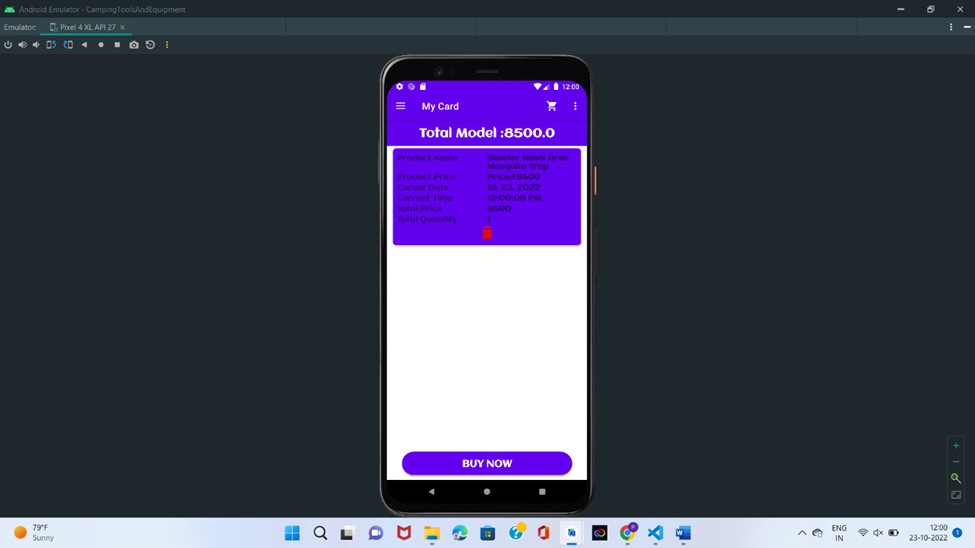 Android Emulator - CampingToolsAndEquipment
Emulator: Pixel 4 XL API 27
12:00
My Card
Total Model :8500.0
Product Name Skeeter Hawk Area
Mosquito Trap
Product Price Price:₹8500
Curent Date 10, 23, 2022
Current Time 12:00:06 PM
Total Price 8500
Total Quantity 1
BUY NOW
79°F
Sunny
ENG
IN
12:00
23-10-2022
1